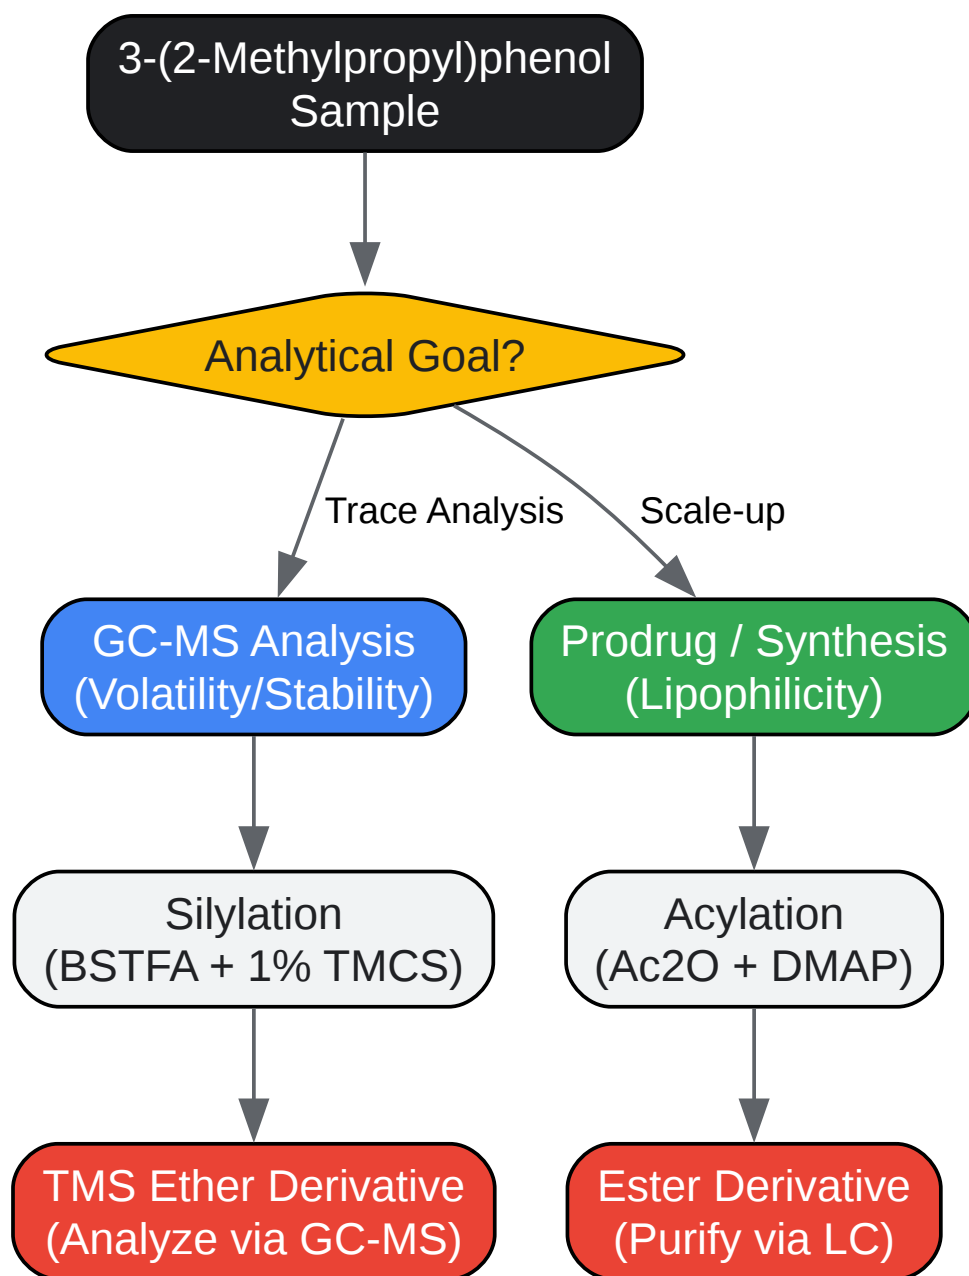 3-(2-Methylpropyl)phenol
Sample
Analytical Goal?
Trace Analysis
Scale-up
GC-MS Analysis
(Volatility/Stability)
Prodrug / Synthesis
(Lipophilicity)
Silylation
(BSTFA + 1% TMCS)
Acylation
(Ac2O + DMAP)
TMS Ether Derivative
(Analyze via GC-MS)
Ester Derivative
(Purify via LC)